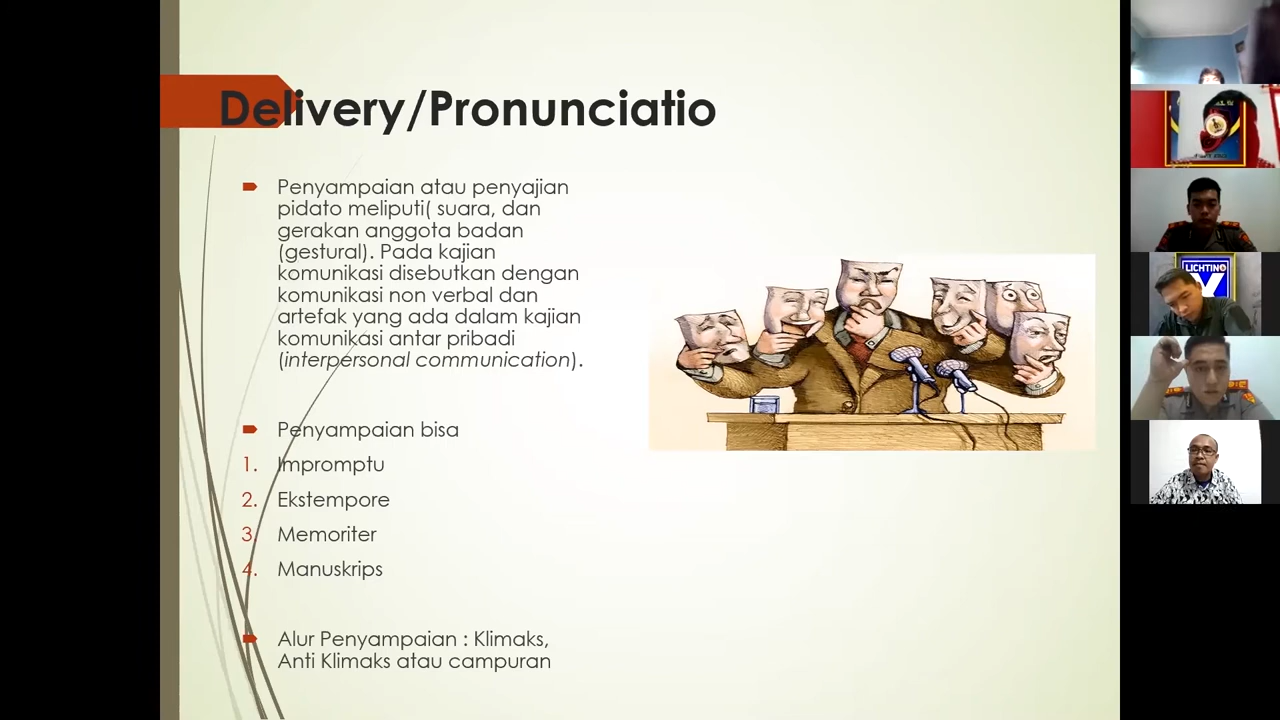 Delivery/Pronunciatio
Penyampaian atau penyajian
pidato meliputi( suara, dan
gerakan anggota badan
(gestural). Pada kajian
komunikasi disebutkan dengan
komunikasi non verbal dan
artefak yang ada dalam kajian
komunikasi antar pribadi
(interpersonal communication).
Penyampaian bisa
1. Impromptu
2. Ekstempore
3. Memoriter
4. Manuskrips
Alur Penyampaian : Klimaks,
Anti Klimaks atau campuran
LICHTING